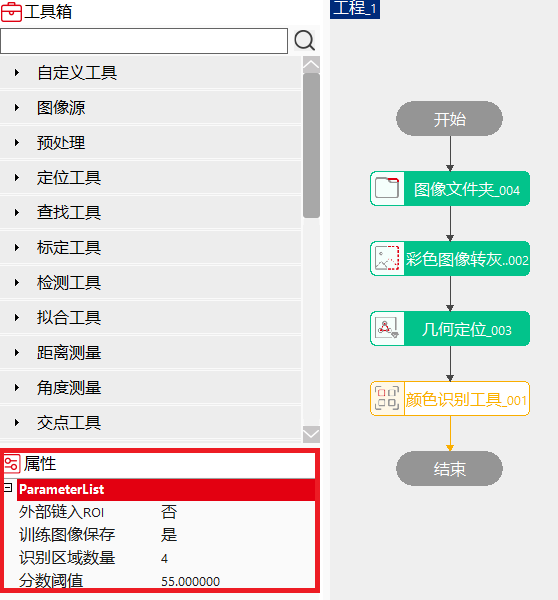 工具箱
自定义工具
图像源
预处理
定位工具
查找工具
标定工具
检测工具
拟合工具
距离测量
角度测量
交点工具
属性
ParameterList
外部链入ROI 否
训练图像保存 是
识别区域数量 4
分数阈值 55.000000
工程_1
开始
图像文件夹_004
彩色图像转灰..002
几何定位_003
颜色识别工具_001
结束